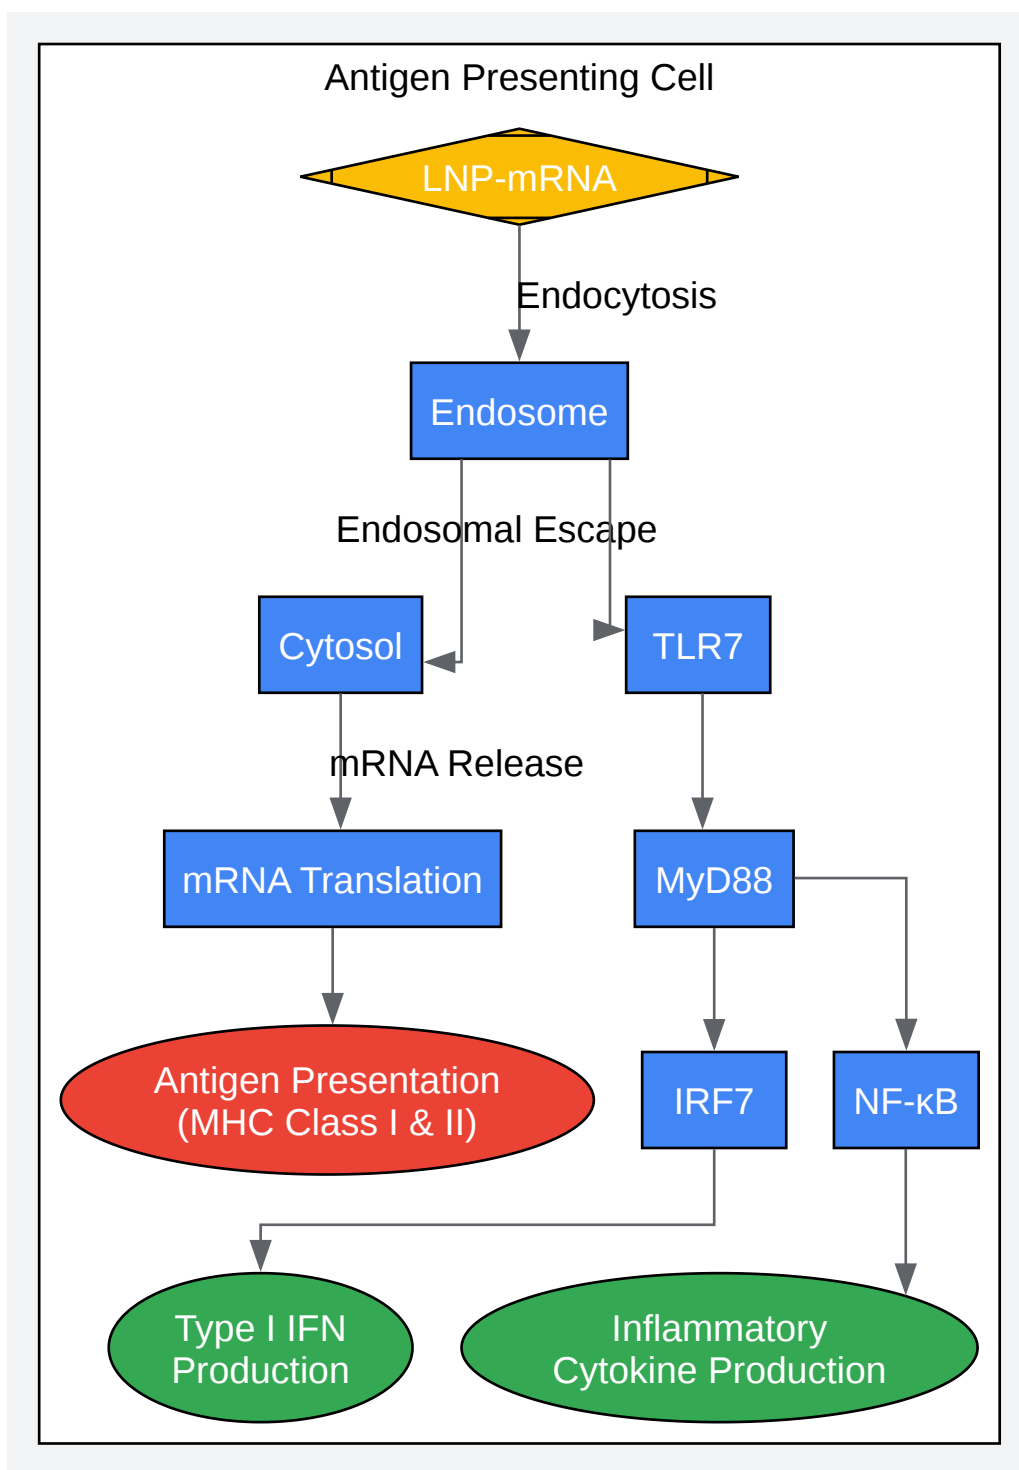 Antigen Presenting Cell
LNP-mRNA
Endocytosis
Endosome
Endosomal Escape
Cytosol
TLR7
mRNA Release
mRNA Translation
MyD88
Antigen Presentation
(MHC Class I & II)
IRF7
NF-κB
Type I IFN
Production
Inflammatory
Cytokine Production